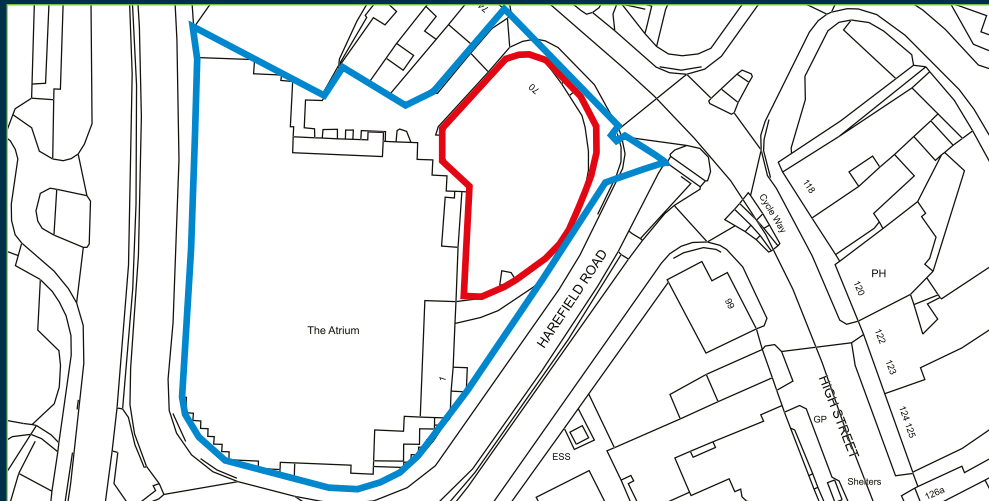 70
118
Cycle Way
PH
120
HAREFIELD ROAD
99
122
The Atrium
123
1
HIGH STREET
GP
124 125
ESS
Shelters
126a